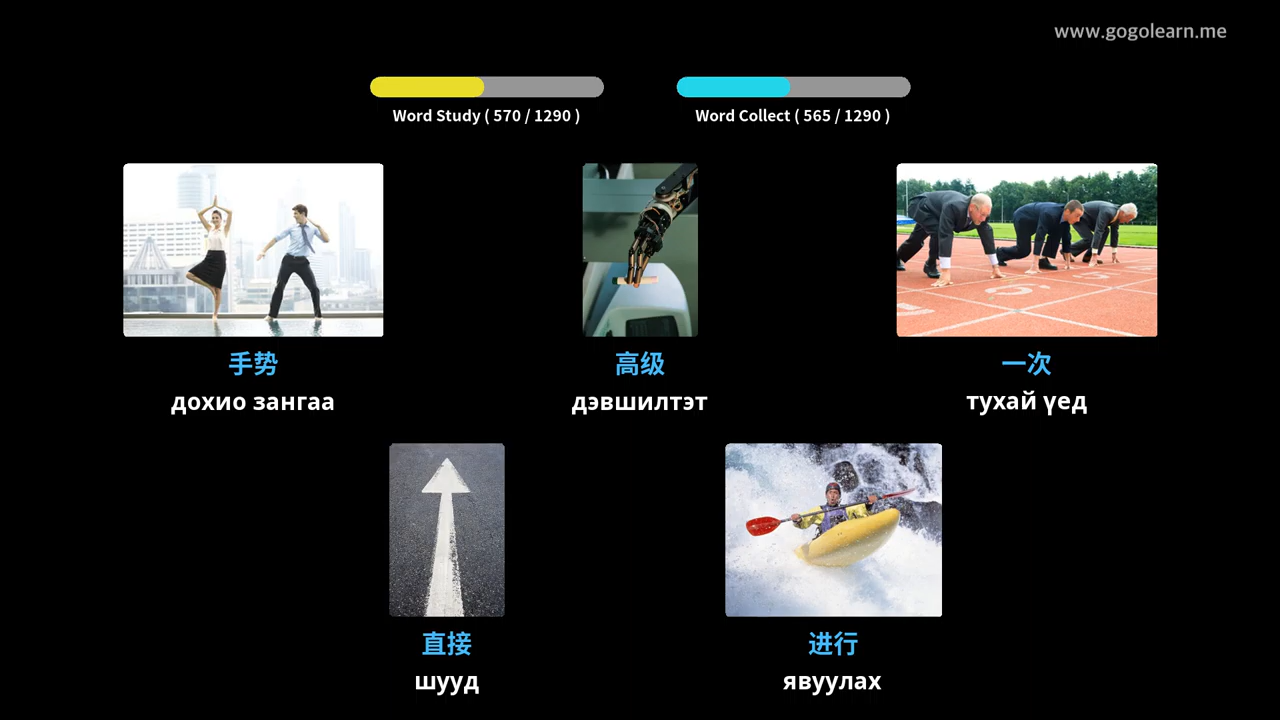 www.gogolearn.me
Word Study ( 570 / 1290 )
Word Collect ( 565 / 1290 )
手势
дохио зангаа
高级
дэвшилтэт
一次
тухай үед
直接
шууд
进行
явуулах